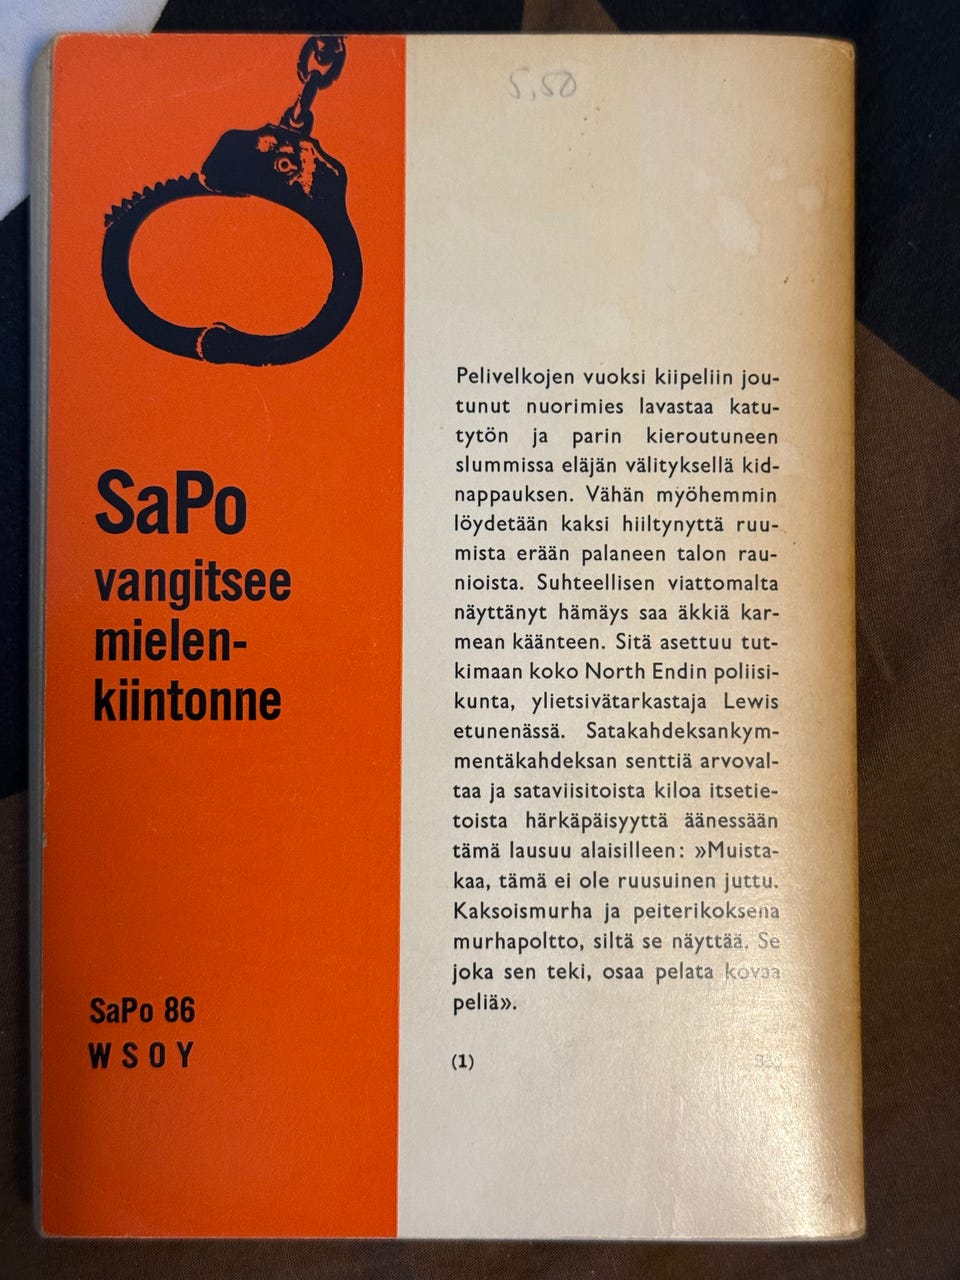 5,50
SaPo
vangitsee
mielen-
kiintonne
SaPo 86
WSOY
Pelivelkojen vuoksi kiipeliin jou-
tunut nuorimies lavastaa katu-
tytön ja parin kieroutuneen
slummissa eläjän välityksellä kid-
nappauksen. Vähän myöhemmin
löydetään kaksi hiiltynyttä ruu-
mista erään palaneen talon rau-
nioista. Suhteellisen viattomalta
näyttänyt hämäys saa äkkiä kar-
mean käänteen. Sitä asettuu tut-
kimaan koko North Endin poliisi-
kunta, ylietsivätarkastaja Lewis
etunenässä. Satakahdeksankym-
mentäkahdeksan senttiä arvoval-
taa ja sataviisitoista kiloa itsetie-
toista härkäpäisyyttä äänessään
tämä lausuu alaisilleen: »Muista-
kaa, tämä ei ole ruusuinen juttu.
Kaksoismurha ja peiterikoksena
murhapoltto, siltä se näyttää. Se
joka sen teki, osaa pelata kovaa
peliä».
(1)